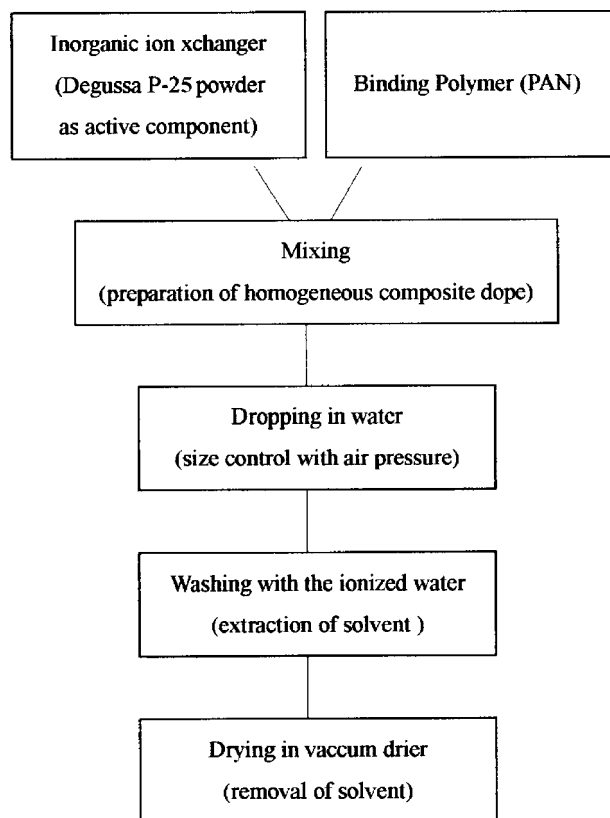 Inorganic ion xchanger
(Degussa P-25 powder
as active component)
Binding Polymer (PAN)
Mixing
(preparation of homogeneous composite dope)
Dropping in water
(size control with air pressure)
Washing with the ionized water
(extraction of solvent )
Drying in vaccum drier
(removal of solvent)